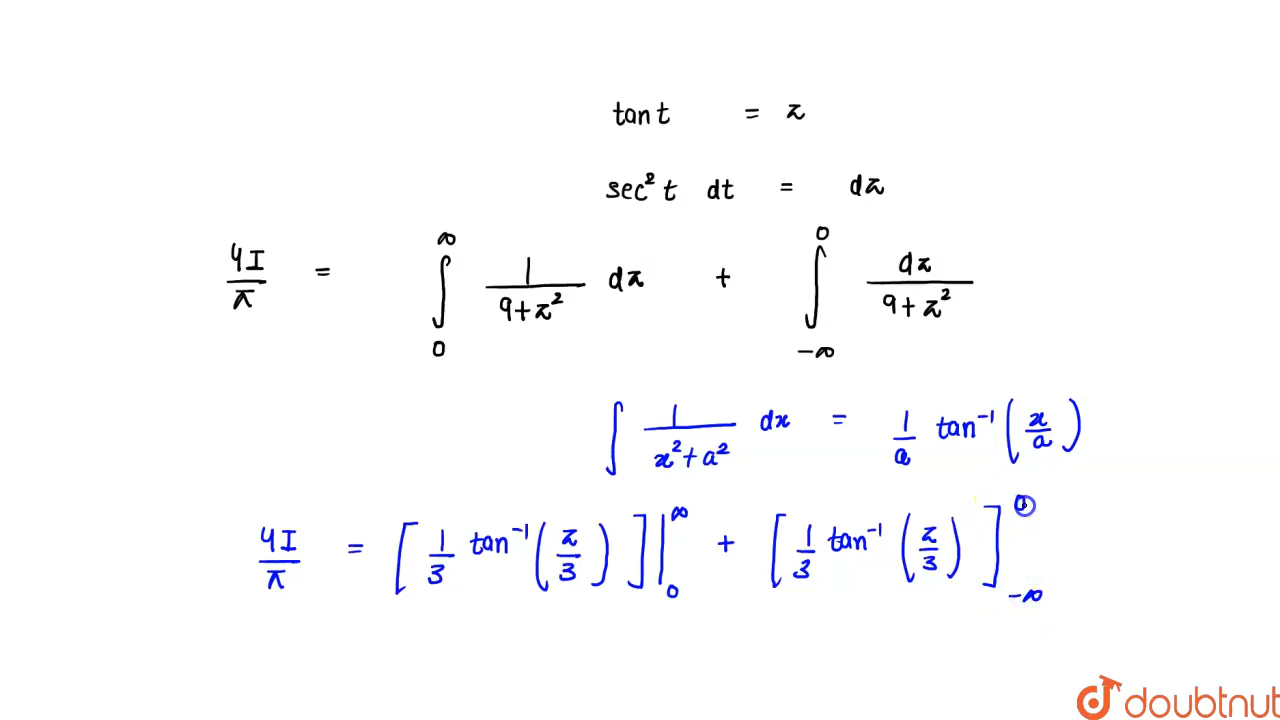 tan t = z
sec² t dt = dz
4I/π = ∫₀^∞ 1/(9+z²) dz + ∫_{-∞}^0 dz/(9+z²)
∫ 1/(x²+a²) dx = 1/a tan⁻¹ (x/a)
4I/π = [1/3 tan⁻¹ (z/3)]|₀^∞ + [1/3 tan⁻¹ (z/3)]_{-∞}^0
doubtnut